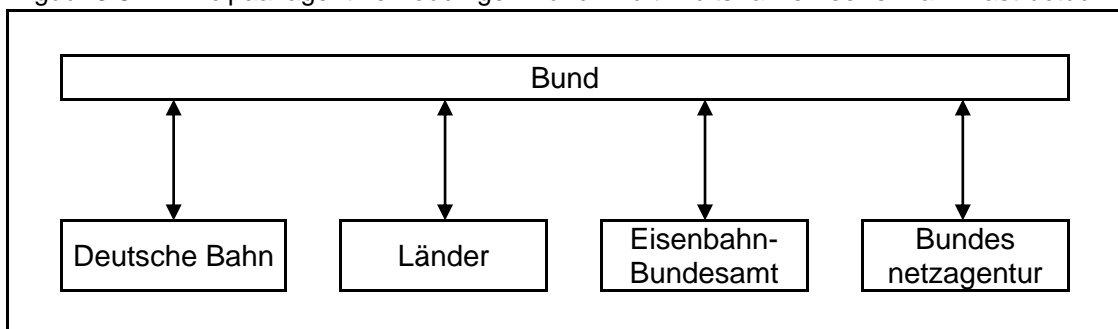 Bund
Deutsche Bahn
Länder
Eisenbahn-
Bundesamt
Bundes
netzagentur